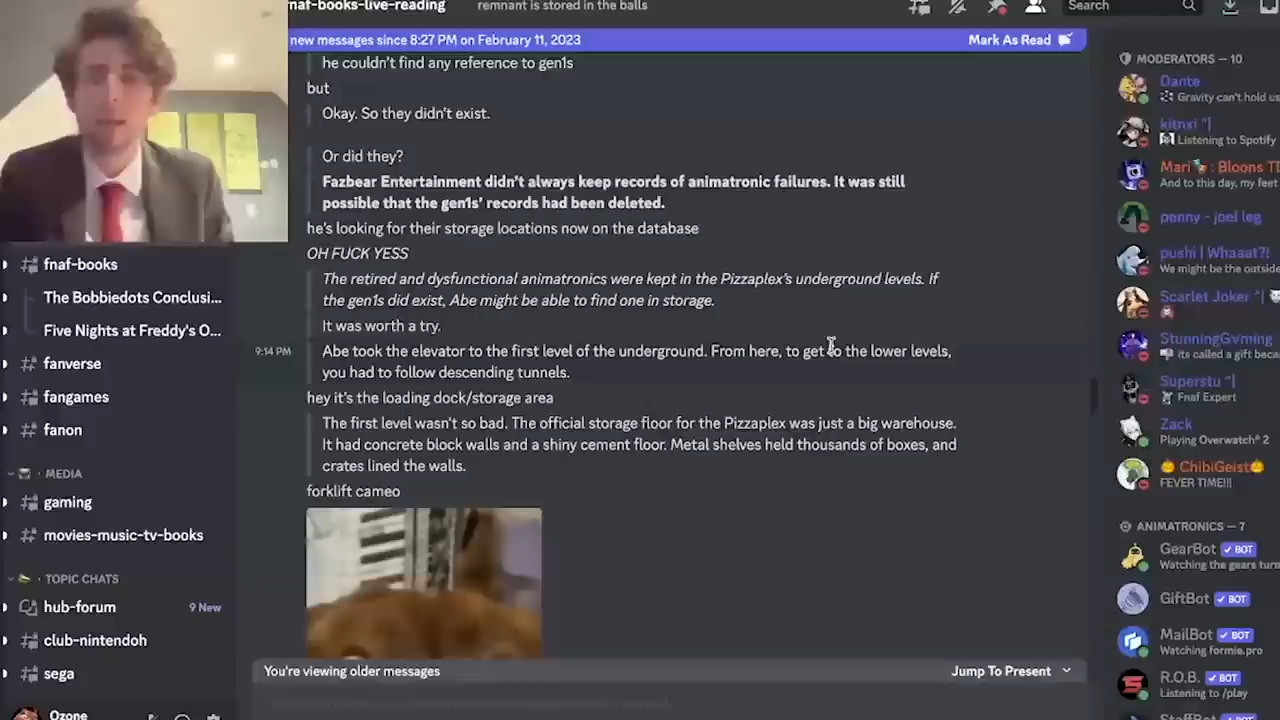 fnaf-books-live-reading
remnant is stored in the balls
Search
new messages since 8:27 PM on February 11, 2023
Mark As Read
he couldn't find any reference to gen1s
but
Okay. So they didn't exist.
Or did they?
Fazbear Entertainment didn't always keep records of animatronic failures. It was still
possible that the gen1s' records had been deleted.
he's looking for their storage locations now on the database
OH FUCK YESS
The retired and dysfunctional animatronics were kept in the Pizzaplex's underground levels. If
the gen1s did exist, Abe might be able to find one in storage.
It was worth a try.
9:14 PM
Abe took the elevator to the first level of the underground. From here, to get to the lower levels,
you had to follow descending tunnels.
hey it's the loading dock/storage area
The first level wasn't so bad. The official storage floor for the Pizzaplex was just a big warehouse.
It had concrete block walls and a shiny cement floor. Metal shelves held thousands of boxes, and
crates lined the walls.
forklift cameo
You're viewing older messages
Jump To Present
fnaf-books
The Bobbiedots Conclusi...
Five Nights at Freddy's O...
fanverse
fangames
fanon
MEDIA
gaming
movies-music-tv-books
TOPIC CHATS
hub-forum
9 New
club-nintendoh
sega
Ozone
MODERATORS — 10
Dante
Gravity can't hold us
kitnxi ^|
Listening to Spotify
Mari : Bloons T
And to this day, my feet
penny - joel leg
pushi | Whaaat?!
We might be the outside
Scarlet Joker ^|
StunningGvming
its called a gift beca
Superstu ^|
Fnaf Expert
Zack
Playing Overwatch® 2
ChibiGeist
FEVER TIME!!!
ANIMATRONICS — 7
GearBot ✓ BOT
Watching the gears turn
GiftBot ✓ BOT
MailBot ✓ BOT
Watching formie.pro
R.O.B. ✓ BOT
Listening to /play
StaffBot